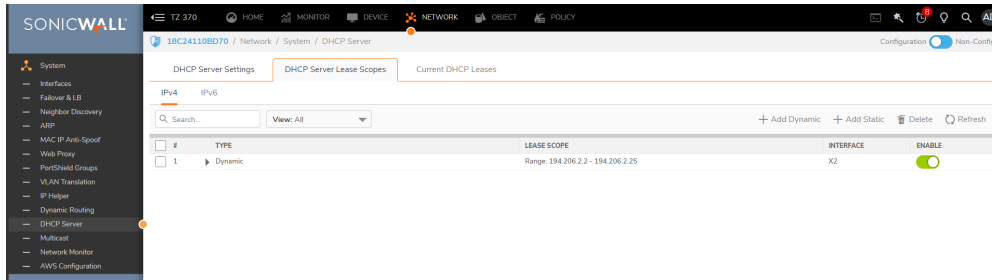 SONICWALL
TZ 370 HOME MONITOR DEVICE NETWORK OBJECT POLICY 8
18C24110BD70 / Network / System / DHCP Server Configuration Non-Config
System
Interfaces
Failover & LB
Neighbor Discovery
ARP
MAC IP Anti-Spoof
Web Proxy
PortShield Groups
VLAN Translation
IP Helper
Dynamic Routing
DHCP Server
Multicast
Network Monitor
AWS Configuration
DHCP Server Settings DHCP Server Lease Scopes Current DHCP Leases
IPv4 IPv6
Search... View: All + Add Dynamic + Add Static Delete Refresh
# TYPE LEASE SCOPE INTERFACE ENABLE
1 Dynamic Range: 194.206.2.2 - 194.206.2.25 X2